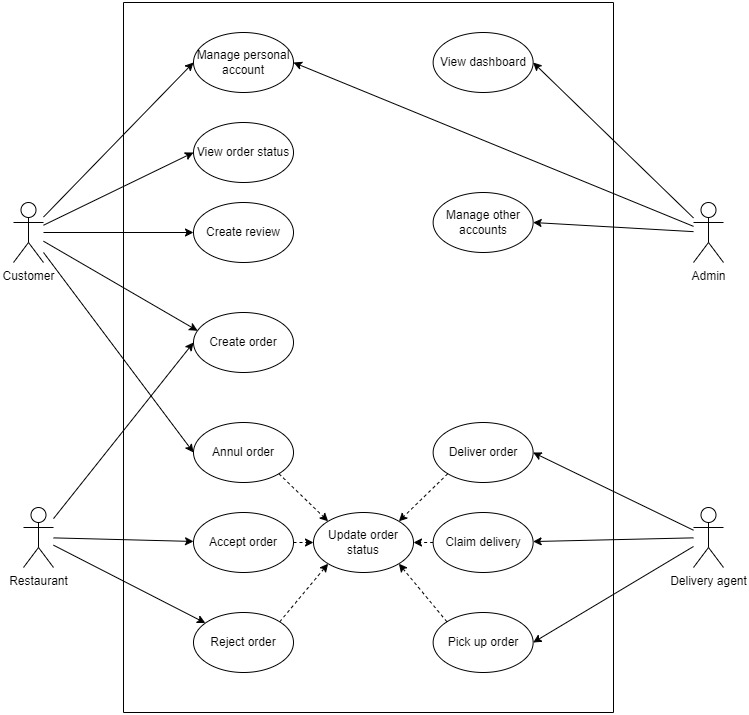 Manage personal
account
View dashboard
View order status
Manage other
accounts
Create review
Customer
Admin
Create order
Annul order
Deliver order
Update order
status
Accept order
Claim delivery
Restaurant
Delivery agent
Reject order
Pick up order